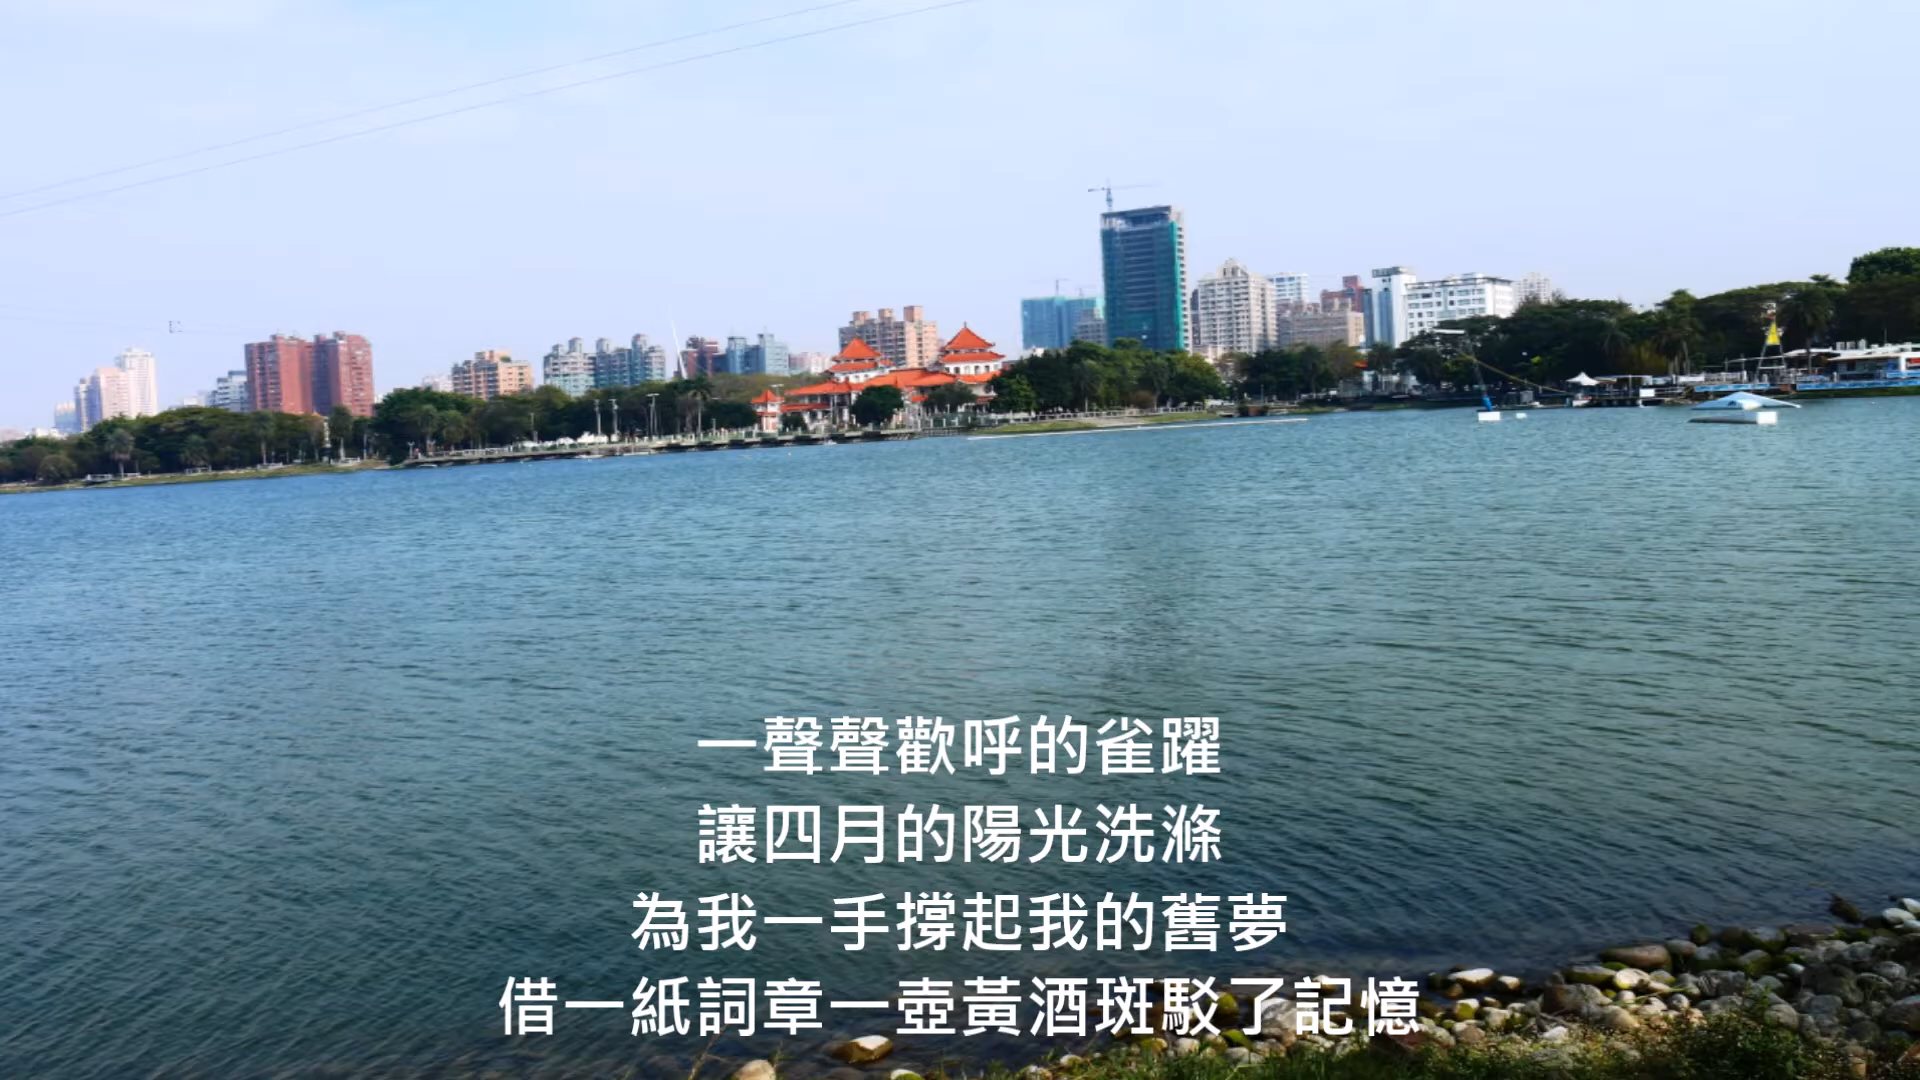 一聲聲歡呼的雀躍
讓四月的陽光洗滌
為我一手撐起我的舊夢
借一紙詞章一壺黃酒斑駁了記憶